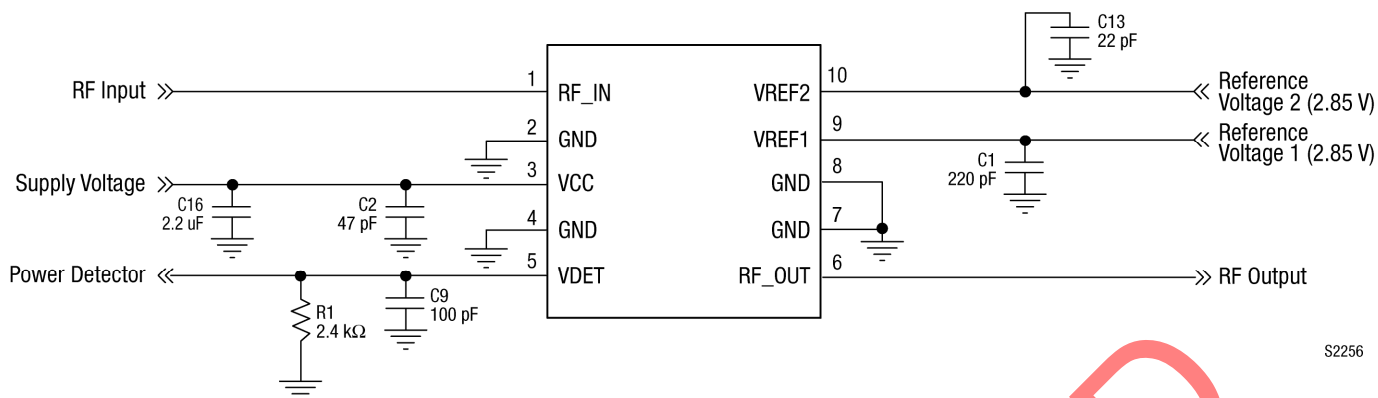 C13
22 pF
RF Input
1
RF_IN
VREF2
10
Reference
Voltage 2 (2.85 V)
2
GND
VREF1
9
Reference
Voltage 1 (2.85 V)
C1
220 pF
Supply Voltage
3
VCC
GND
8
C16
2.2 uF
C2
47 pF
4
GND
GND
7
Power Detector
5
VDET
RF_OUT
6
RF Output
R1
2.4 kΩ
C9
100 pF
S2256